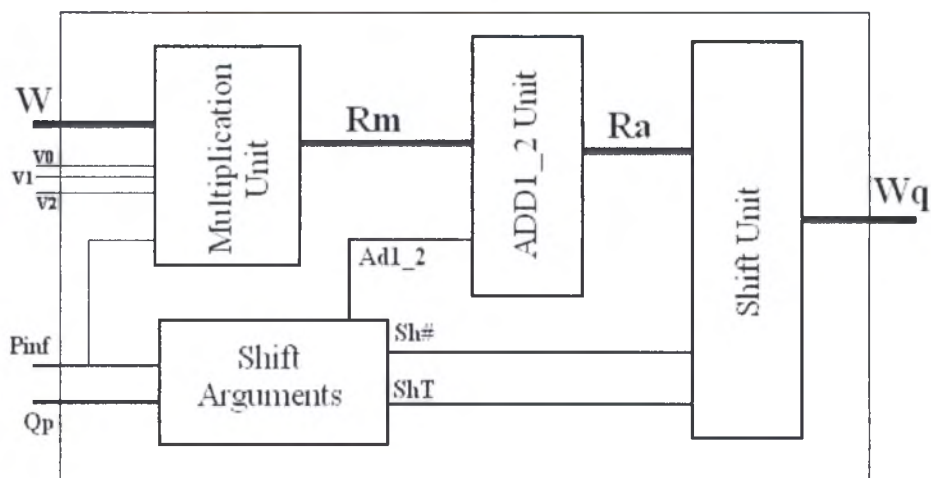 W
V0
V1
V2
Multiplication
Unit
Rm
ADD1_2 Unit
Ra
Shift Unit
Wq
Ad1_2
Pinf
Qp
Shift
Arguments
Sh#
ShT